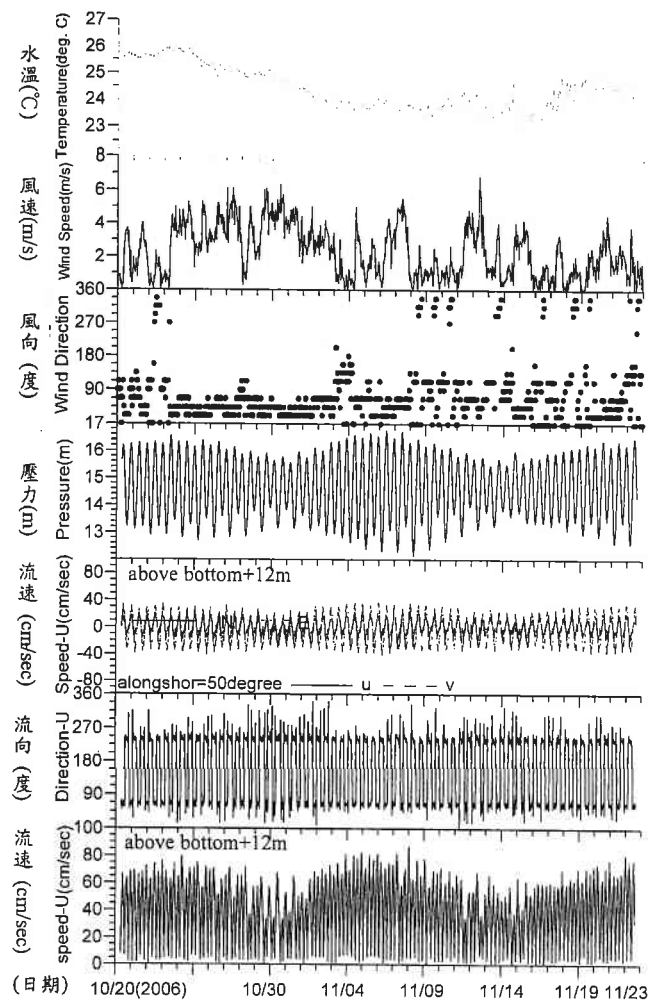 水溫(℃)
Temperature(deg. C)
27
26
25
24
23
風速(m/s)
Wind Speed(m/s)
8
6
4
2
風向(度)
Wind Direction
360
270
180
90
壓力(m)
Pressure(m)
17
16
15
14
13
流速(cm/sec)
Speed-U(cm/sec)
above bottom+12m
80
40
0
-40
-80
alongshor=50degree u v
流向(度)
Direction-U
360
270
180
90
流速(cm/sec)
speed-U(cm/sec)
above bottom+12m
100
80
60
40
20
0
(日期)
10/20(2006) 10/30 11/04 11/09 11/14 11/19 11/23